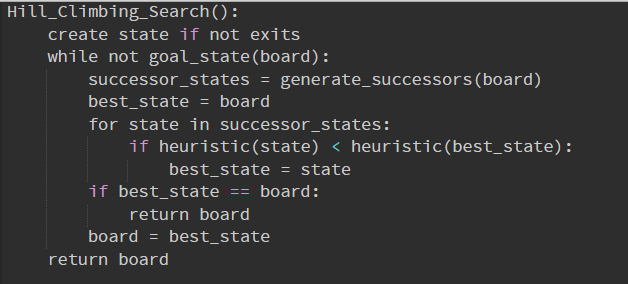 Hill_Climbing_Search():
    create state if not exits
    while not goal_state(board):
        successor_states = generate_successors(board)
        best_state = board
        for state in successor_states:
            if heuristic(state) < heuristic(best_state):
                best_state = state
        if best_state == board:
            return board
        board = best_state
    return board